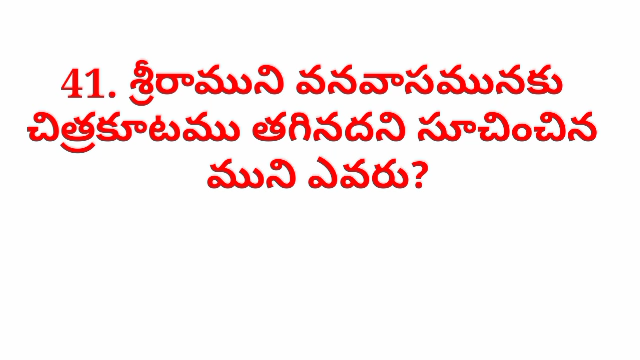 41. శ్రీరాముని వనవాసమునకు
చిత్రకూటము తగినదని సూచించిన
ముని ఎవరు?